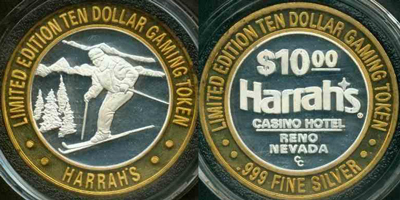 LIMITED EDITION TEN DOLLAR GAMING TOKEN
HARRAH'S
LIMITED EDITION TEN DOLLAR GAMING TOKEN
$10.00
Harrah's
CASINO HOTEL
RENO
NEVADA
CC
.999 FINE SILVER